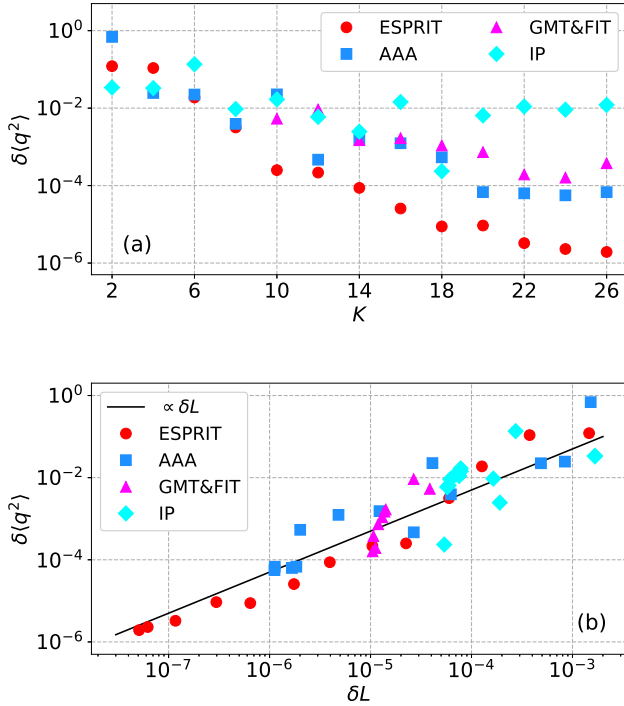 ESPRIT
AAA
GMT&FIT
IP
10⁰
10⁻²
10⁻⁴
10⁻⁶
δ⟨q²⟩
(a)
2 6 10 14 18 22 26
K
∝ δL
ESPRIT
AAA
GMT&FIT
IP
10⁰
10⁻²
10⁻⁴
10⁻⁶
δ⟨q²⟩
(b)
10⁻⁷ 10⁻⁶ 10⁻⁵ 10⁻⁴ 10⁻³
δL